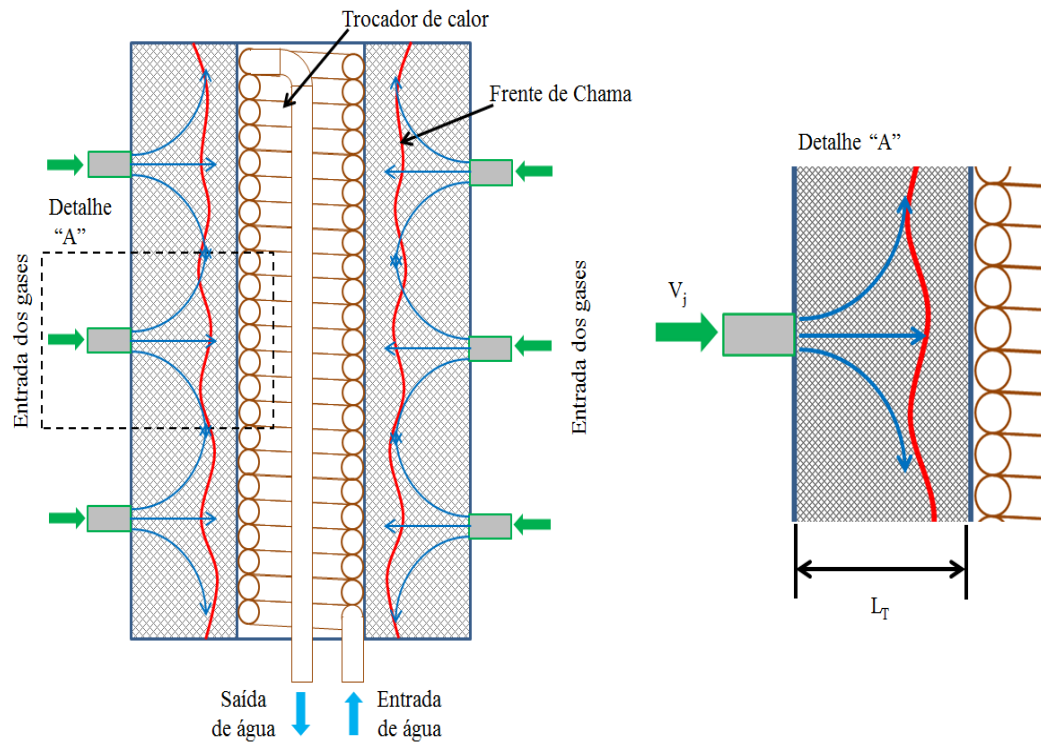 Trocador de calor
Frente de Chama
Detalhe
“A”
Entrada dos gases
Entrada dos gases
Saída
de água
Entrada
de água
Detalhe “A”
Vj
LT